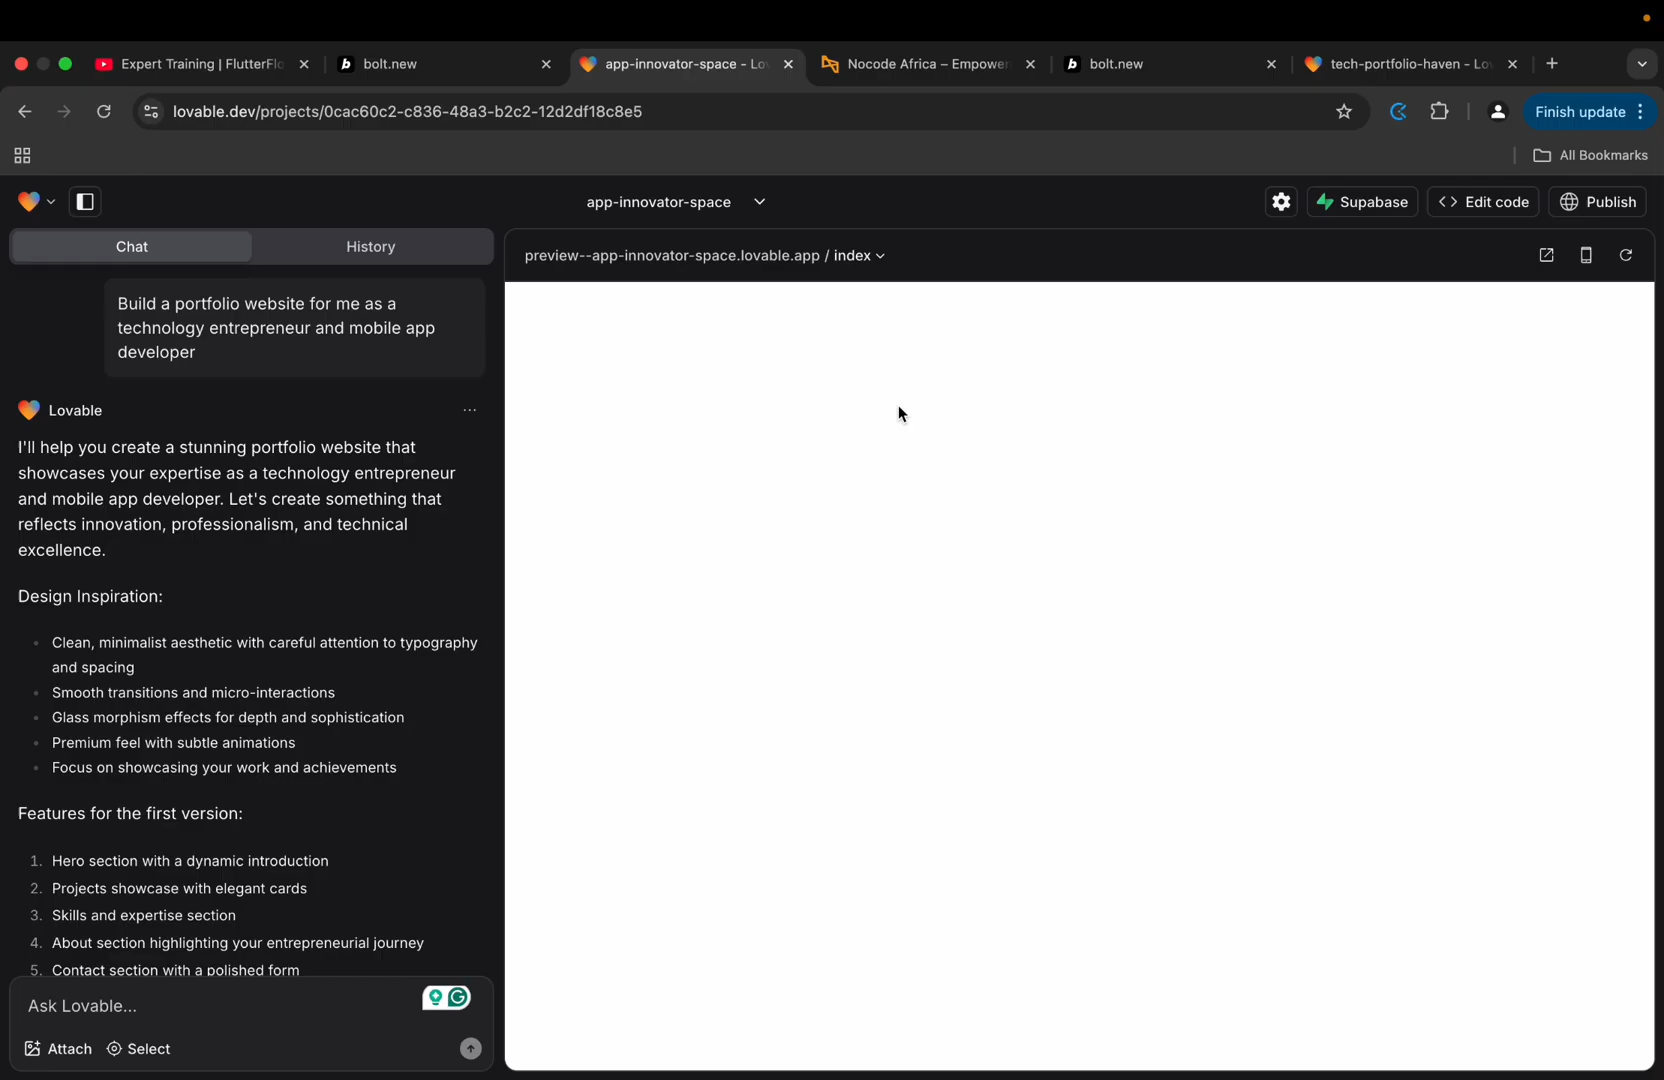 Expert Training | FlutterFlo
bolt.new
app-innovator-space - Lov
Nocode Africa – Empower
bolt.new
tech-portfolio-haven - Lov
lovable.dev/projects/0cac60c2-c836-48a3-b2c2-12d2df18c8e5
Finish update
All Bookmarks
app-innovator-space
Supabase
Edit code
Publish
Chat
History
preview--app-innovator-space.lovable.app / index
Build a portfolio website for me as a
technology entrepreneur and mobile app
developer
Lovable
I'll help you create a stunning portfolio website that
showcases your expertise as a technology entrepreneur
and mobile app developer. Let's create something that
reflects innovation, professionalism, and technical
excellence.
Design Inspiration:
Clean, minimalist aesthetic with careful attention to typography
and spacing
Smooth transitions and micro-interactions
Glass morphism effects for depth and sophistication
Premium feel with subtle animations
Focus on showcasing your work and achievements
Features for the first version:
1. Hero section with a dynamic introduction
2. Projects showcase with elegant cards
3. Skills and expertise section
4. About section highlighting your entrepreneurial journey
5. Contact section with a polished form
Ask Lovable...
Attach
Select